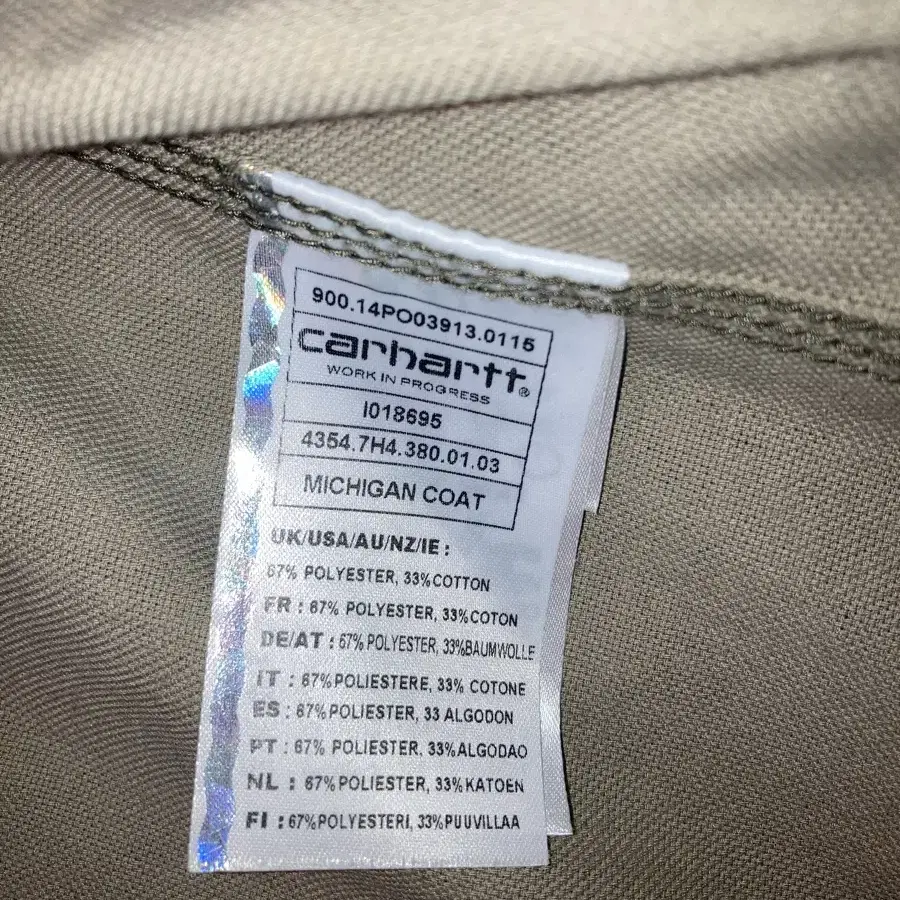 900.14PO03913.0115
carhartt®
WORK IN PROGRESS
I018695
4354.7H4.380.01.03
MICHIGAN COAT
UK/USA/AU/NZ/IE :
67% POLYESTER, 33%COTTON
FR : 67% POLYESTER, 33%COTON
DE/AT : 67% POLYESTER, 33%BAUMWOLLE
IT : 67% POLIESTERE, 33% COTONE
ES : 67% POLIESTER, 33 ALGODON
PT : 67% POLIESTER, 33%ALGODAO
NL : 67% POLIESTER, 33% KATOEN
FI : 67%POLYESTERI, 33%PUUVILLAA